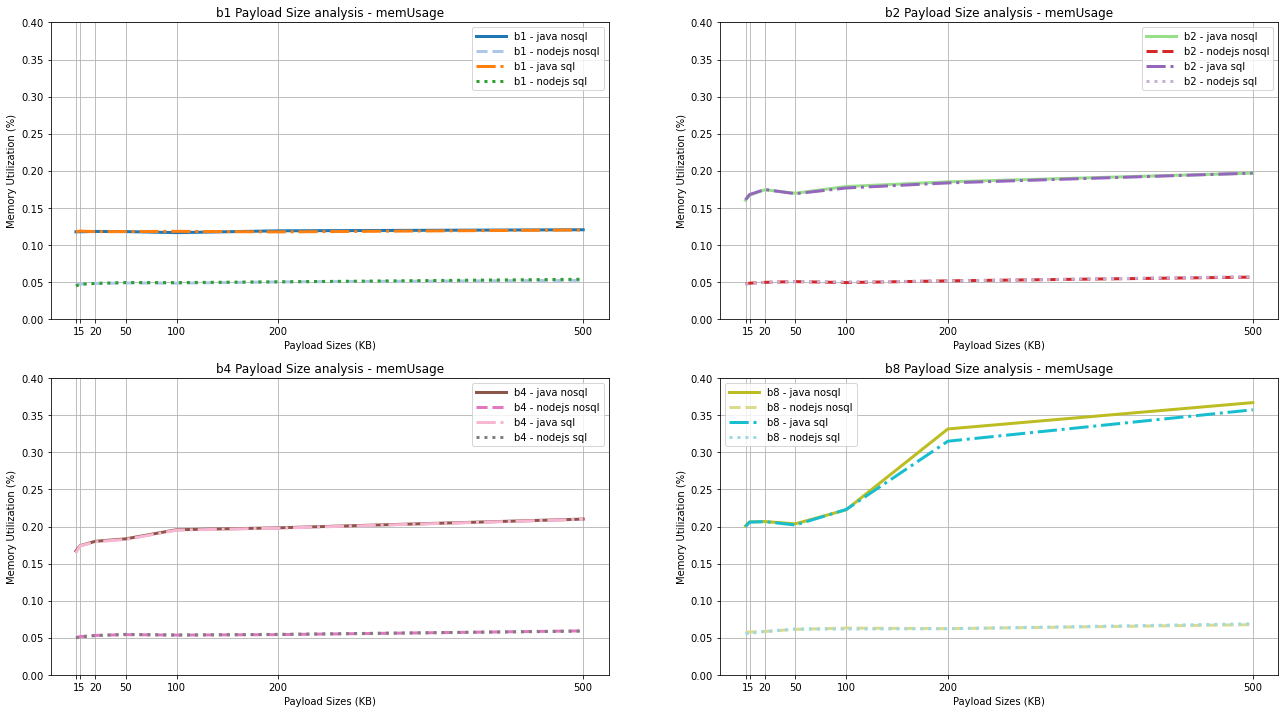 b1 Payload Size analysis - memUsage
Memory Utilization (%)
0.40
0.35
0.30
0.25
0.20
0.15
0.10
0.05
0.00
b1 - java nosql
b1 - nodejs nosql
b1 - java sql
b1 - nodejs sql
1 5 20 50 100 200 500
Payload Sizes (KB)
b2 Payload Size analysis - memUsage
Memory Utilization (%)
0.40
0.35
0.30
0.25
0.20
0.15
0.10
0.05
0.00
b2 - java nosql
b2 - nodejs nosql
b2 - java sql
b2 - nodejs sql
1 5 20 50 100 200 500
Payload Sizes (KB)
b4 Payload Size analysis - memUsage
Memory Utilization (%)
0.40
0.35
0.30
0.25
0.20
0.15
0.10
0.05
0.00
b4 - java nosql
b4 - nodejs nosql
b4 - java sql
b4 - nodejs sql
1 5 20 50 100 200 500
Payload Sizes (KB)
b8 Payload Size analysis - memUsage
Memory Utilization (%)
0.40
0.35
0.30
0.25
0.20
0.15
0.10
0.05
0.00
b8 - java nosql
b8 - nodejs nosql
b8 - java sql
b8 - nodejs sql
1 5 20 50 100 200 500
Payload Sizes (KB)